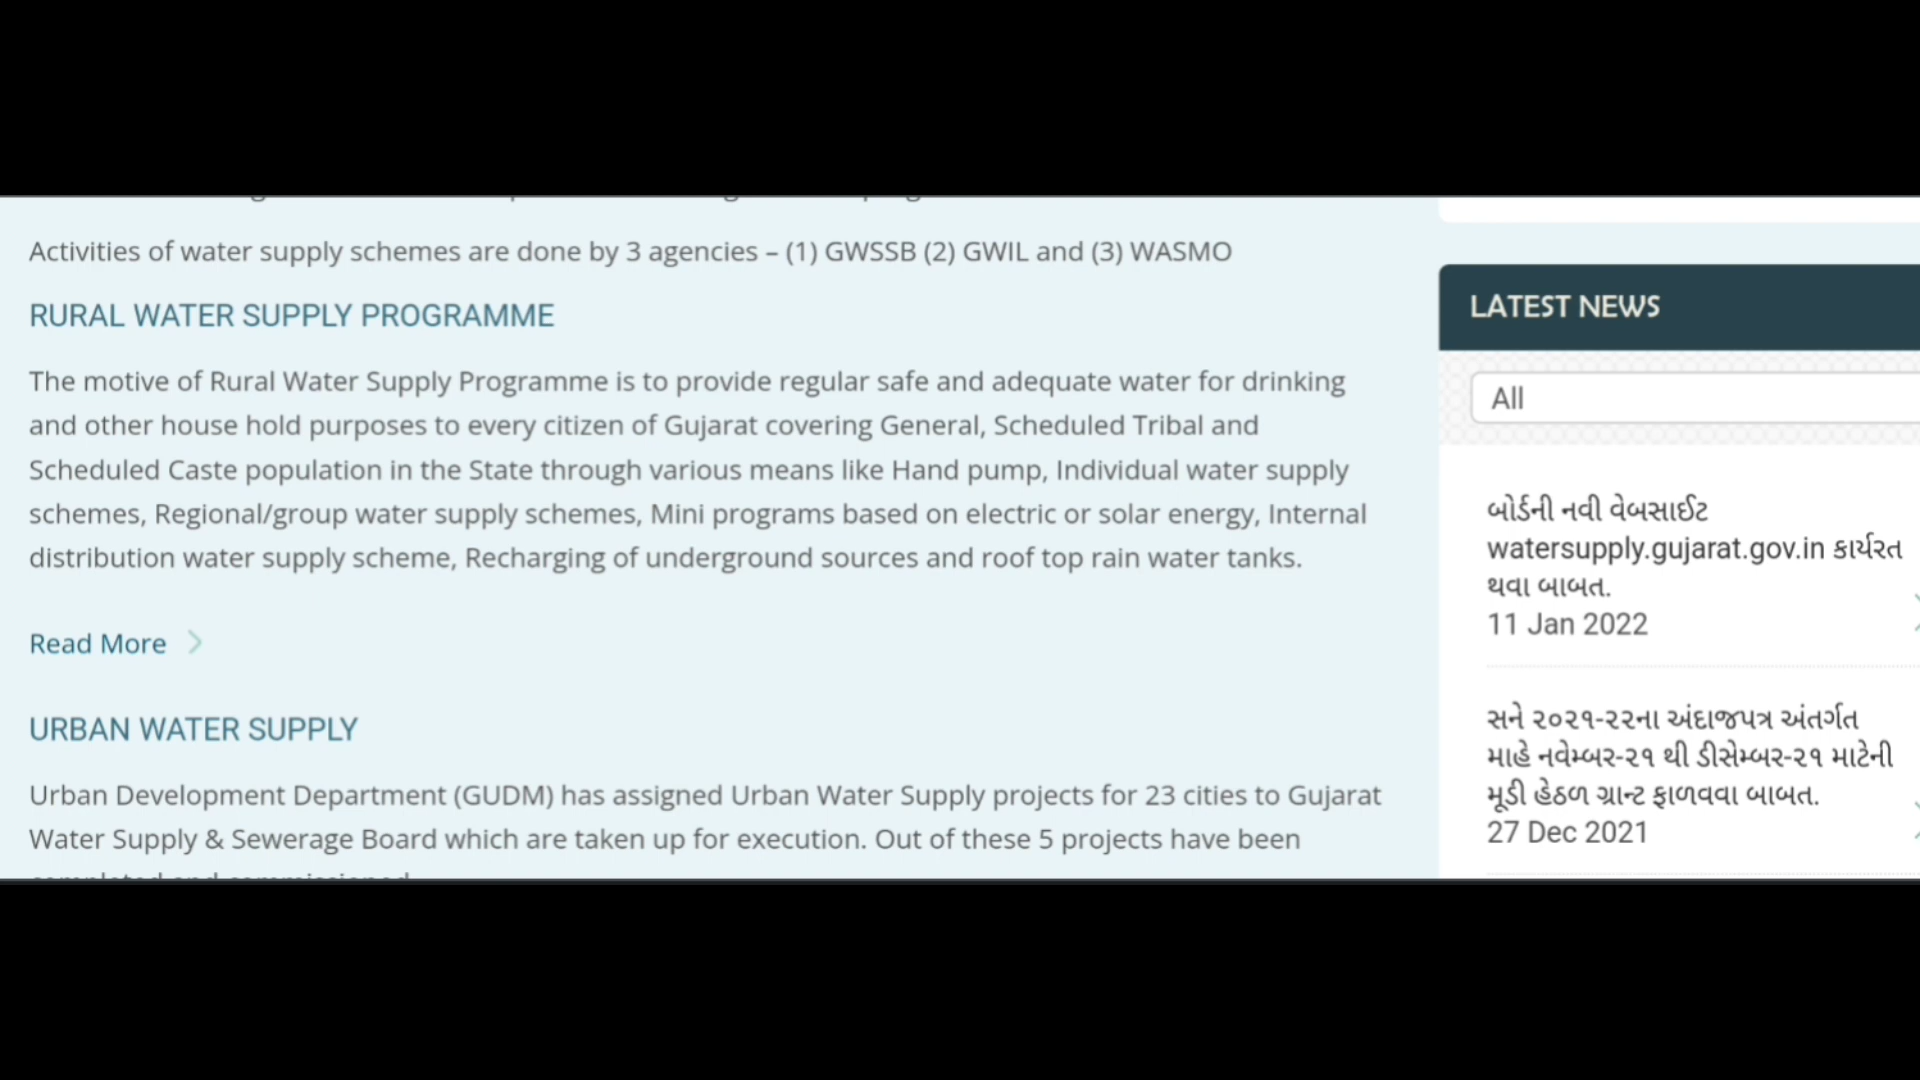 Activities of water supply schemes are done by 3 agencies – (1) GWSSB (2) GWIL and (3) WASMO
RURAL WATER SUPPLY PROGRAMME
The motive of Rural Water Supply Programme is to provide regular safe and adequate water for drinking
and other house hold purposes to every citizen of Gujarat covering General, Scheduled Tribal and
Scheduled Caste population in the State through various means like Hand pump, Individual water supply
schemes, Regional/group water supply schemes, Mini programs based on electric or solar energy, Internal
distribution water supply scheme, Recharging of underground sources and roof top rain water tanks.
Read More
URBAN WATER SUPPLY
Urban Development Department (GUDM) has assigned Urban Water Supply projects for 23 cities to Gujarat
Water Supply & Sewerage Board which are taken up for execution. Out of these 5 projects have been
completed and commissioned
LATEST NEWS
All
બોર્ડની નવી વેબસાઈટ
watersupply.gujarat.gov.in કાર્યરત
થવા બાબત.
11 Jan 2022
સને ૨૦૨૧-૨૨ના અંદાજપત્ર અંતર્ગત
માહે નવેમ્બર-૨૧ થી ડીસેમ્બર-૨૧ માટેની
મૂડી હેઠળ ગ્રાન્ટ ફાળવવા બાબત.
27 Dec 2021